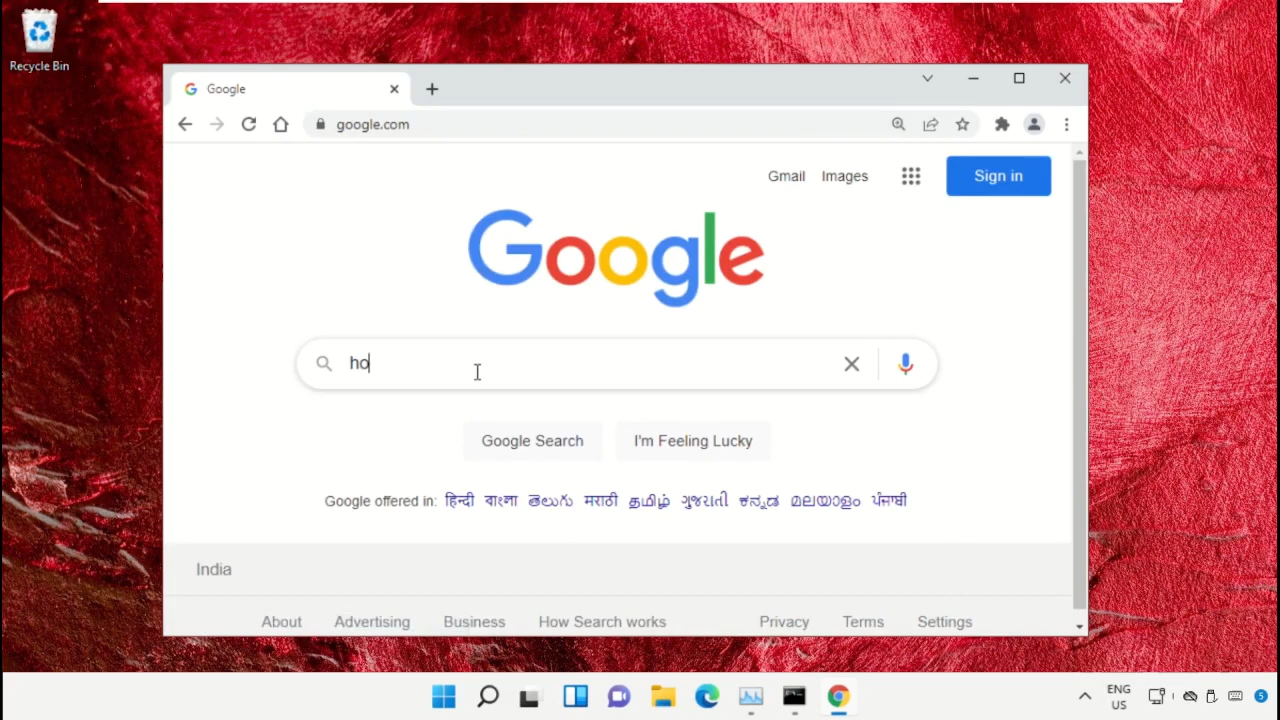 Recycle Bin
Google
google.com
Gmail Images Sign in
Google
ho
Google Search I'm Feeling Lucky
Google offered in: हिन्दी বাংলা తెలుగు मराठी தமிழ் ગુજરાતી ಕನ್ನಡ മലയാളം ਪੰਜਾਬੀ
India
About Advertising Business How Search works Privacy Terms Settings
ENG
US
5